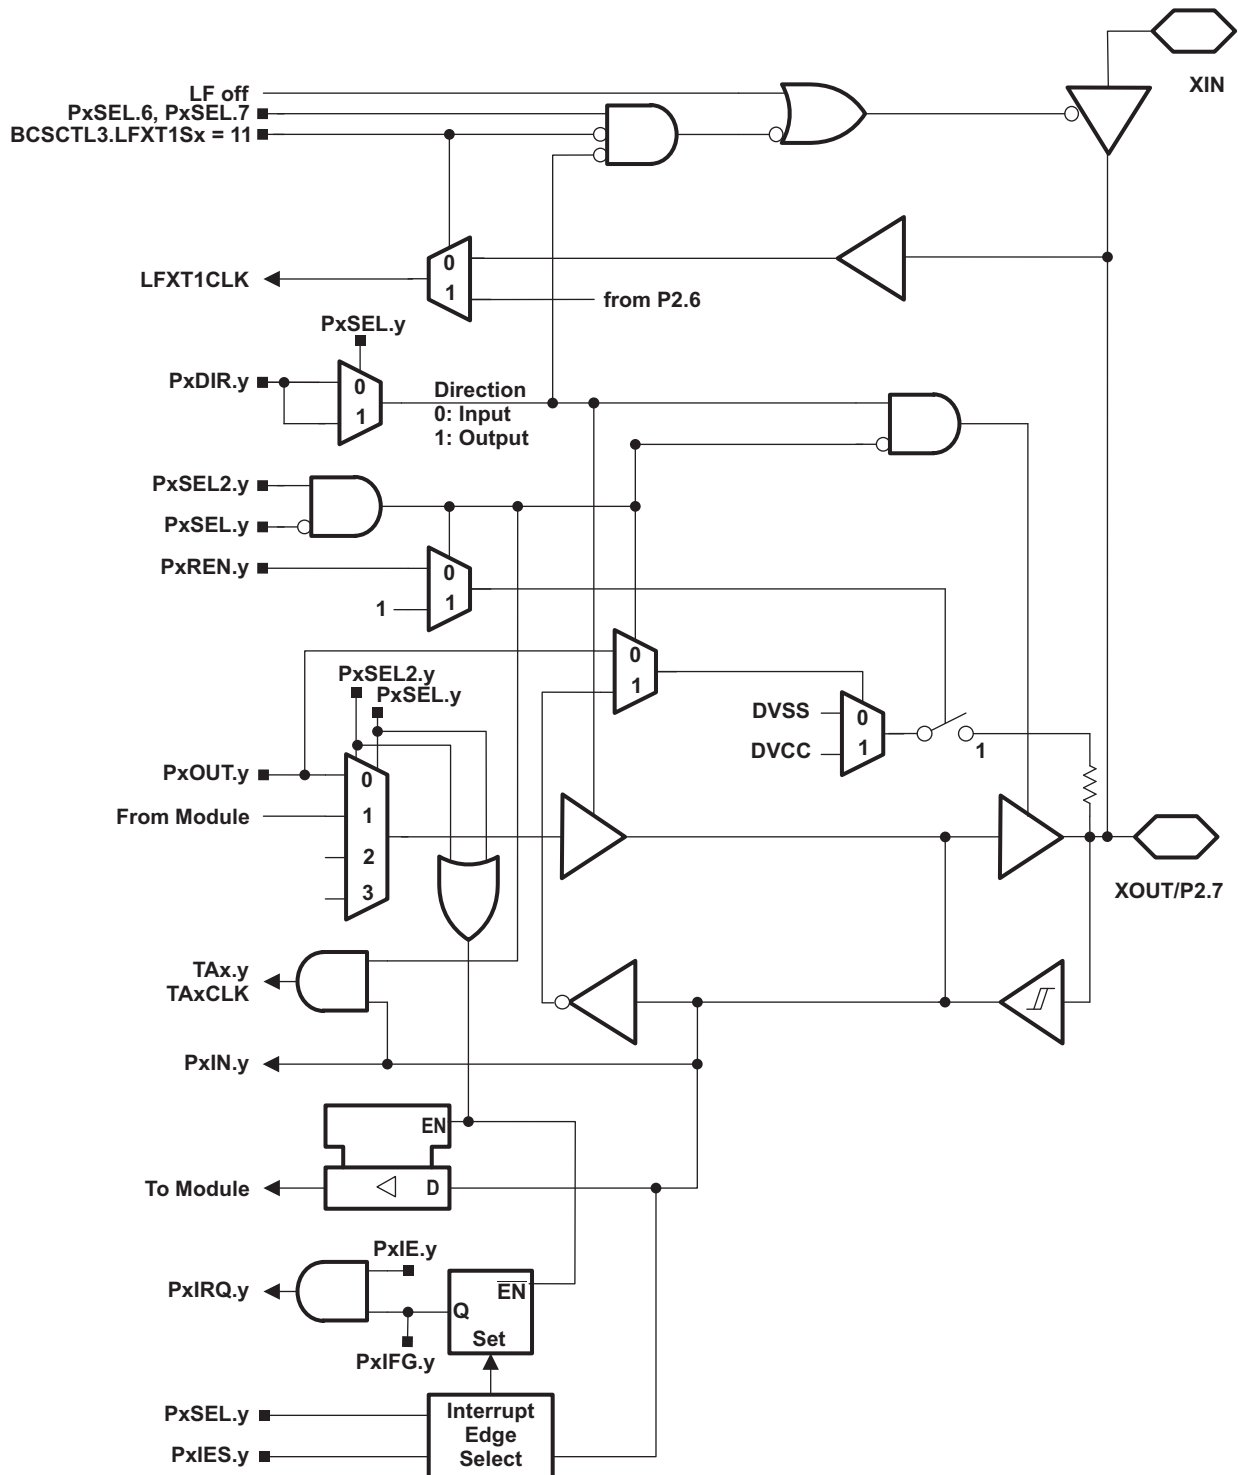 XIN
LF off
PxSEL.6, PxSEL.7
BCSCTL3.LFXT1Sx = 11
0
LFXT1CLK
1
from P2.6
PxSEL.y
PxDIR.y
0
1
Direction
0: Input
1: Output
PxSEL2.y
PxSEL.y
PxREN.y
0
1
1
0
1
PxSEL2.y
PxSEL.y
DVSS
0
DVCC
1
1
PxOUT.y
0
From Module
1
2
3
XOUT/P2.7
TAx.y
TAxCLK
PxIN.y
EN
To Module
D
PxIE.y
PxIRQ.y
EN
Q
Set
PxIFG.y
PxSEL.y
PxIES.y
Interrupt
Edge
Select